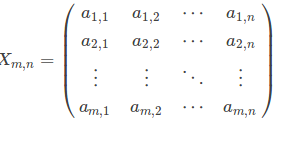 X_{m,n} = ( a_{1,1} a_{1,2} ⋯ a_{1,n}
a_{2,1} a_{2,2} ⋯ a_{2,n}
⋮ ⋮ ⋱ ⋮
a_{m,1} a_{m,2} ⋯ a_{m,n} )